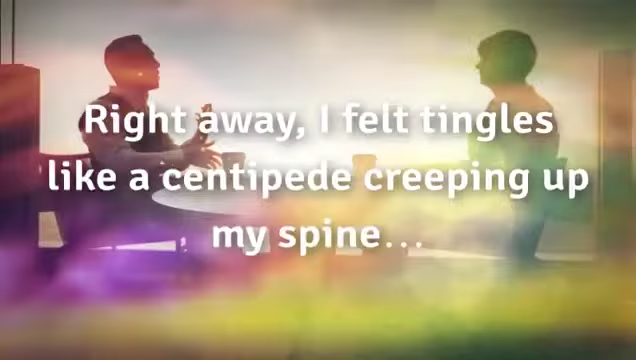 Right away, I felt tingles
like a centipede creeping up
my spine...